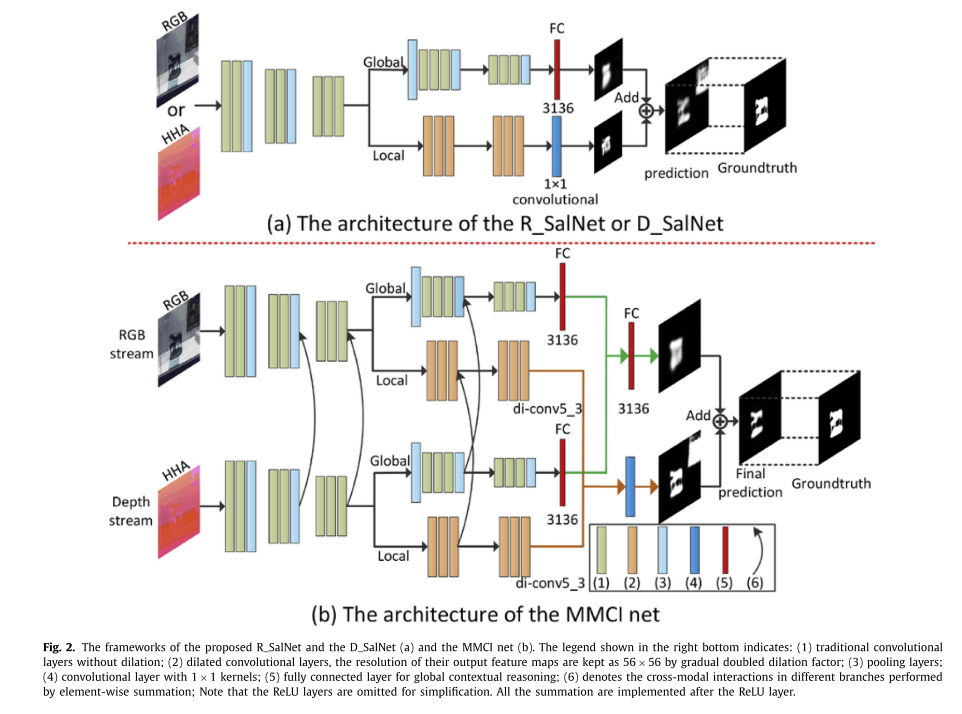 RGB
or
HHA
Global
Local
FC
3136
1×1
convolutional
Add
prediction
Groundtruth
(a) The architecture of the R_SalNet or D_SalNet
RGB
stream
RGB
Global
Local
FC
3136
di-conv5_3
FC
3136
Depth
stream
HHA
Global
Local
FC
3136
di-conv5_3
Add
Final
prediction
Groundtruth
(1) (2) (3) (4) (5) (6)
(b) The architecture of the MMCI net
Fig. 2. The frameworks of the proposed R_SalNet and the D_SalNet (a) and the MMCI net (b). The legend shown in the right bottom indicates: (1) traditional convolutional
layers without dilation; (2) dilated convolutional layers, the resolution of their output feature maps are kept as 56 × 56 by gradual doubled dilation factor; (3) pooling layers;
(4) convolutional layer with 1 × 1 kernels; (5) fully connected layer for global contextual reasoning; (6) denotes the cross-modal interactions in different branches performed
by element-wise summation; Note that the ReLU layers are omitted for simplification. All the summation are implemented after the ReLU layer.